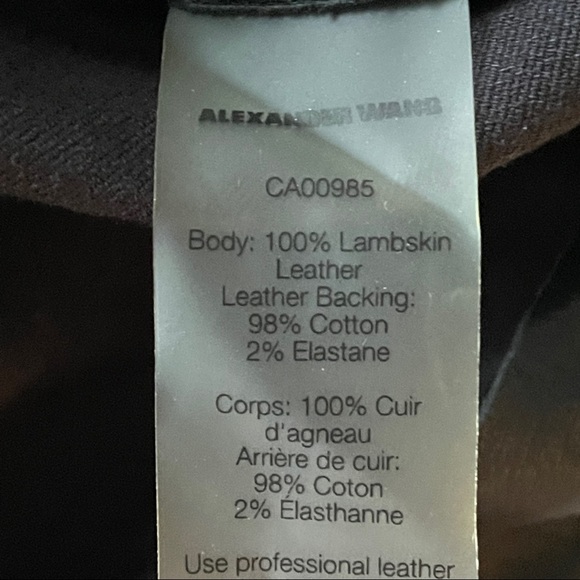 ALEXANDER WANG
CA00985
Body: 100% Lambskin
Leather
Leather Backing:
98% Cotton
2% Elastane
Corps: 100% Cuir
d'agneau
Arrière de cuir:
98% Coton
2% Élasthanne
Use professional leather